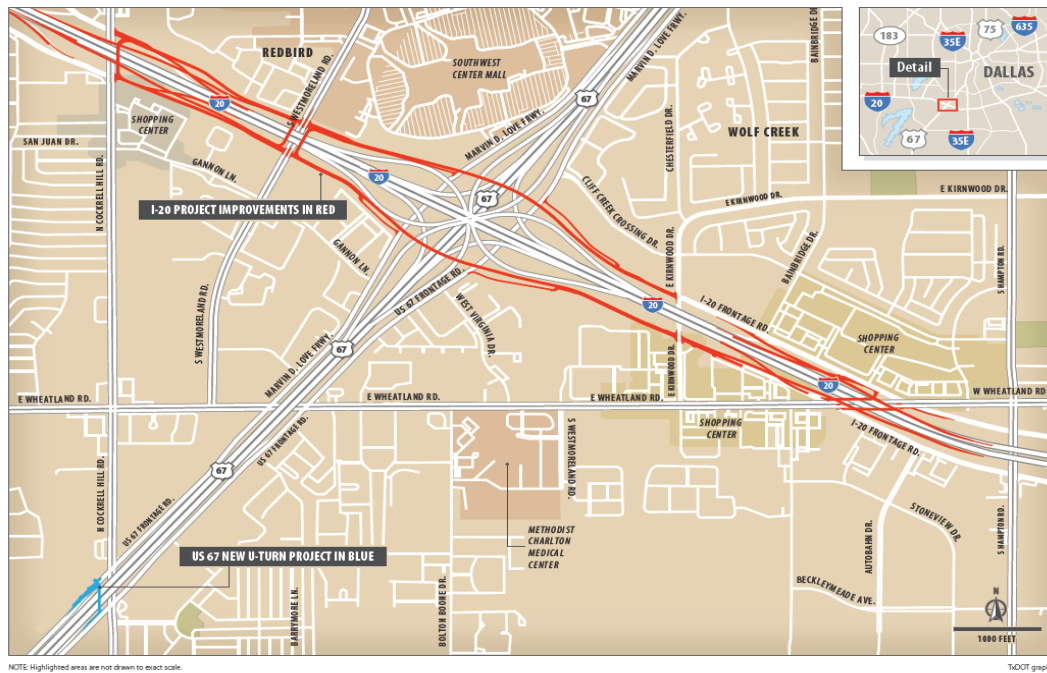 REDBIRD
S WESTMORELAND RD.
SOUTHWEST
CENTER MALL
MARVIN D. LOVE FRWY.
67
MARVIN D. LOVE FRWY.
BAINBRIDGE DR.
183
35E
75
635
Detail
DALLAS
20
67
35E
20
SHOPPING
CENTER
SAN JUAN DR.
GANNON LN.
N COCKRELL HILL RD.
CHESTERFIELD DR.
WOLF CREEK
20
I-20 PROJECT IMPROVEMENTS IN RED
67
CLIFF CREEK CROSSING DR.
E KIRNWOOD DR.
E KIRNWOOD DR.
GANNON LN.
E KIRNWOOD DR.
BAINBRIDGE DR.
S HAMPTON RD.
US 67 FRONTAGE RD.
WEST VIRGINIA DR.
20
I-20 FRONTAGE RD.
S WESTMORELAND RD.
MARVIN D. LOVE FRWY.
67
SHOPPING
CENTER
E KIRNWOOD DR.
20
E WHEATLAND RD.
E WHEATLAND RD.
E WHEATLAND RD.
W WHEATLAND RD.
US 67 FRONTAGE RD.
SHOPPING
CENTER
I-20 FRONTAGE RD.
67
S WESTMORELAND RD.
N COCKRELL HILL RD.
US 67 FRONTAGE RD.
METHODIST
CHARLTON
MEDICAL
CENTER
STONEVIEW DR.
S HAMPTON RD.
AUTOBAHN DR.
US 67 NEW U-TURN PROJECT IN BLUE
BARRYMORE LN.
BOLTON BOONE DR.
BECKLEYMEADE AVE.
N
1000 FEET
NOTE: Highlighted areas are not drawn to exact scale.
TxDOT graphi